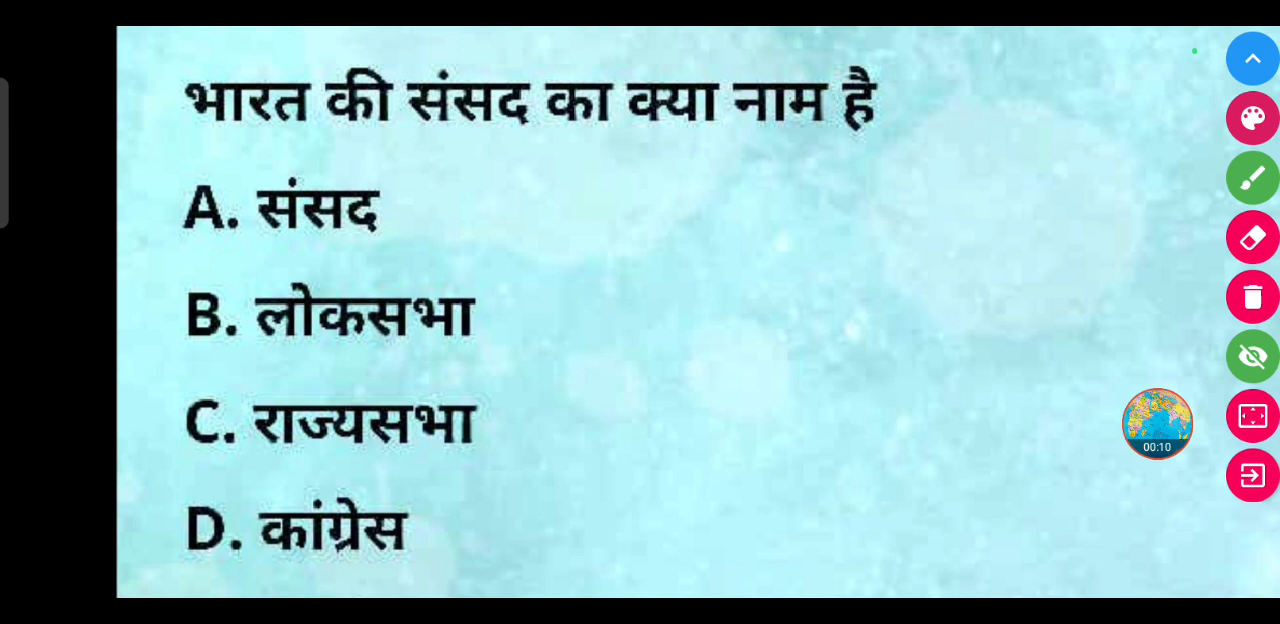 भारत की संसद का क्या नाम है
A. संसद
B. लोकसभा
C. राज्यसभा
D. कांग्रेस
00:10